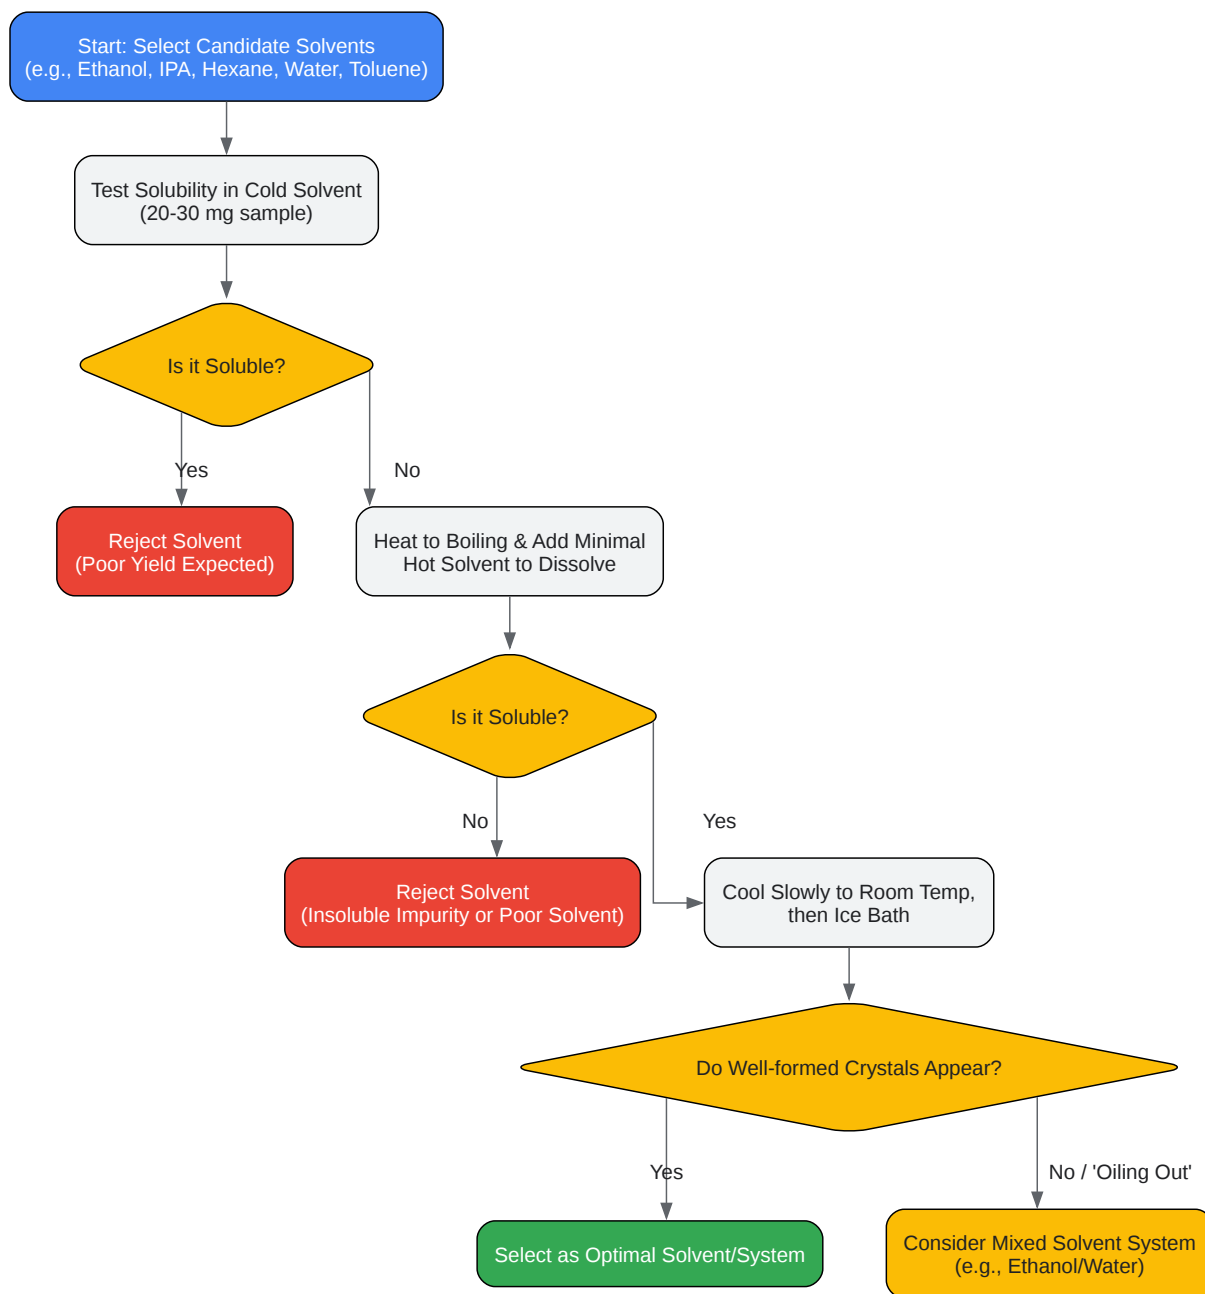 Start: Select Candidate Solvents
(e.g., Ethanol, IPA, Hexane, Water, Toluene)
Test Solubility in Cold Solvent
(20-30 mg sample)
Is it Soluble?
Yes
No
Reject Solvent
(Poor Yield Expected)
Heat to Boiling & Add Minimal
Hot Solvent to Dissolve
Is it Soluble?
No
Yes
Reject Solvent
(Insoluble Impurity or Poor Solvent)
Cool Slowly to Room Temp,
then Ice Bath
Do Well-formed Crystals Appear?
Yes
No / 'Oiling Out'
Select as Optimal Solvent/System
Consider Mixed Solvent System
(e.g., Ethanol/Water)